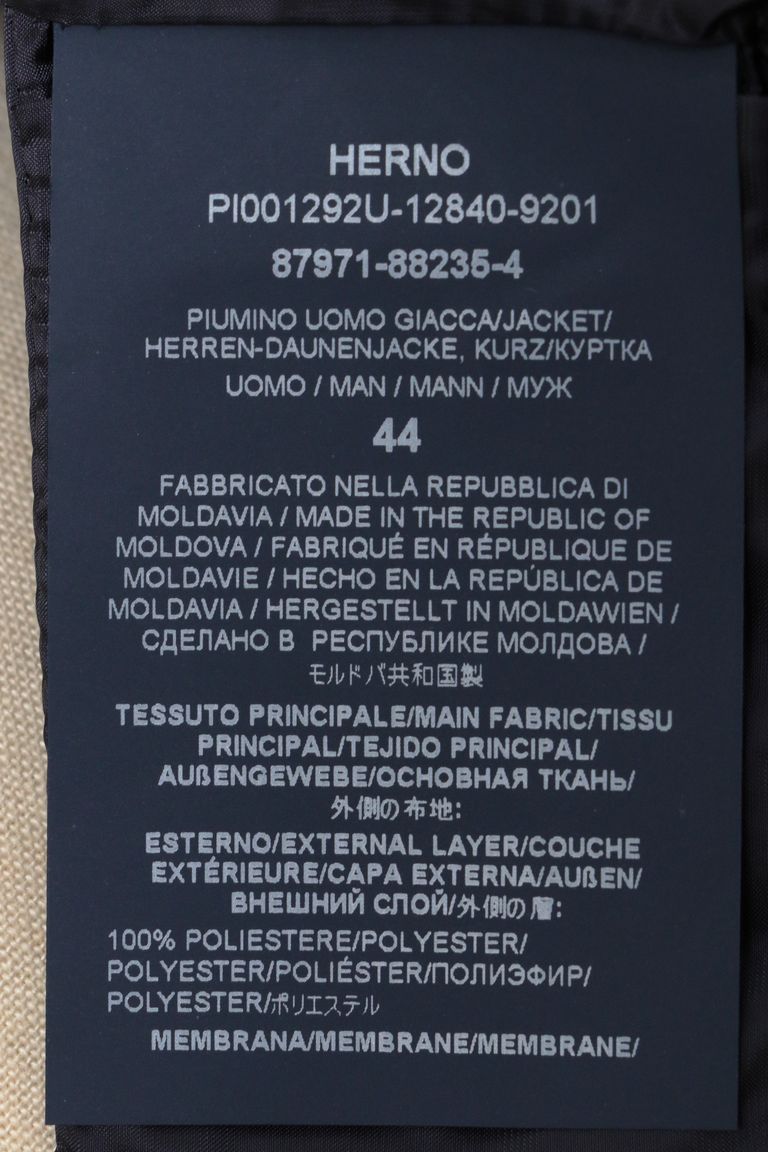 HERNO
PI001292U-12840-9201
87971-88235-4
PIUMINO UOMO GIACCA/JACKET/
HERREN-DAUNENJACKE, KURZ/КУРТКА
UOMO / MAN / MANN / МУЖ
44
FABBRICATO NELLA REPUBBLICA DI
MOLDAVIA / MADE IN THE REPUBLIC OF
MOLDOVA / FABRIQUÉ EN RÉPUBLIQUE DE
MOLDAVIE / HECHO EN LA REPÚBLICA DE
MOLDAVIA / HERGESTELLT IN MOLDAWIEN /
СДЕЛАНО В РЕСПУБЛИКЕ МОЛДОВА /
モルドバ共和国製
TESSUTO PRINCIPALE/MAIN FABRIC/TISSU
PRINCIPAL/TEJIDO PRINCIPAL/
AUßENGEWEBE/ОСНОВНАЯ ТКАНЬ/
外側の布地:
ESTERNO/EXTERNAL LAYER/COUCHE
EXTÉRIEURE/CAPA EXTERNA/AUßEN/
ВНЕШНИЙ СЛОЙ/外側の層:
100% POLIESTERE/POLYESTER/
POLYESTER/POLIÉSTER/ПОЛИЭФИР/
POLYESTER/ポリエステル
MEMBRANA/MEMBRANE/MEMBRANE/